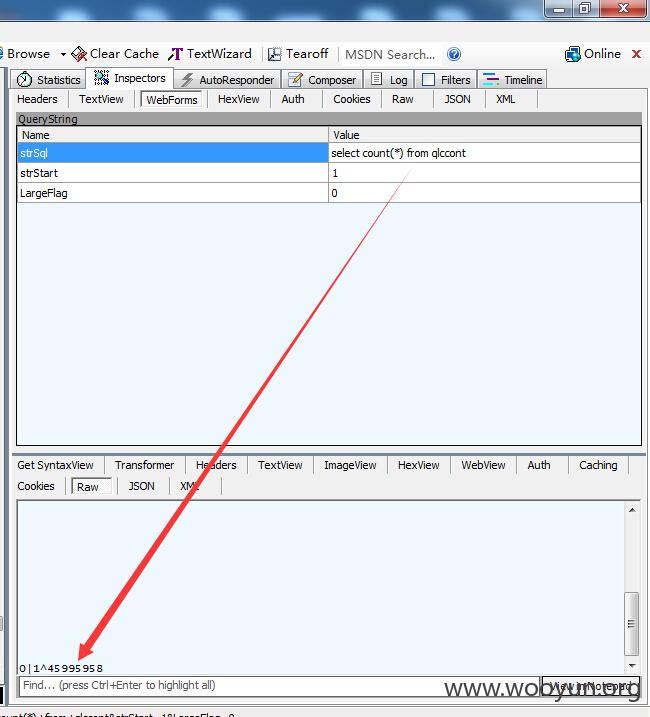 Browse Clear Cache TextWizard Tearoff MSDN Search... Online
Statistics Inspectors AutoResponder Composer Log Filters Timeline
Headers TextView WebForms HexView Auth Cookies Raw JSON XML
QueryString
Name Value
strSql select count(*) from qlccont
strStart 1
LargeFlag 0
Get SyntaxView Transformer Headers TextView ImageView HexView WebView Auth Caching
Cookies Raw JSON XML
0|1^45995958
Find... (press Ctrl+Enter to highlight all) View in Notepad
www.wooyun.org